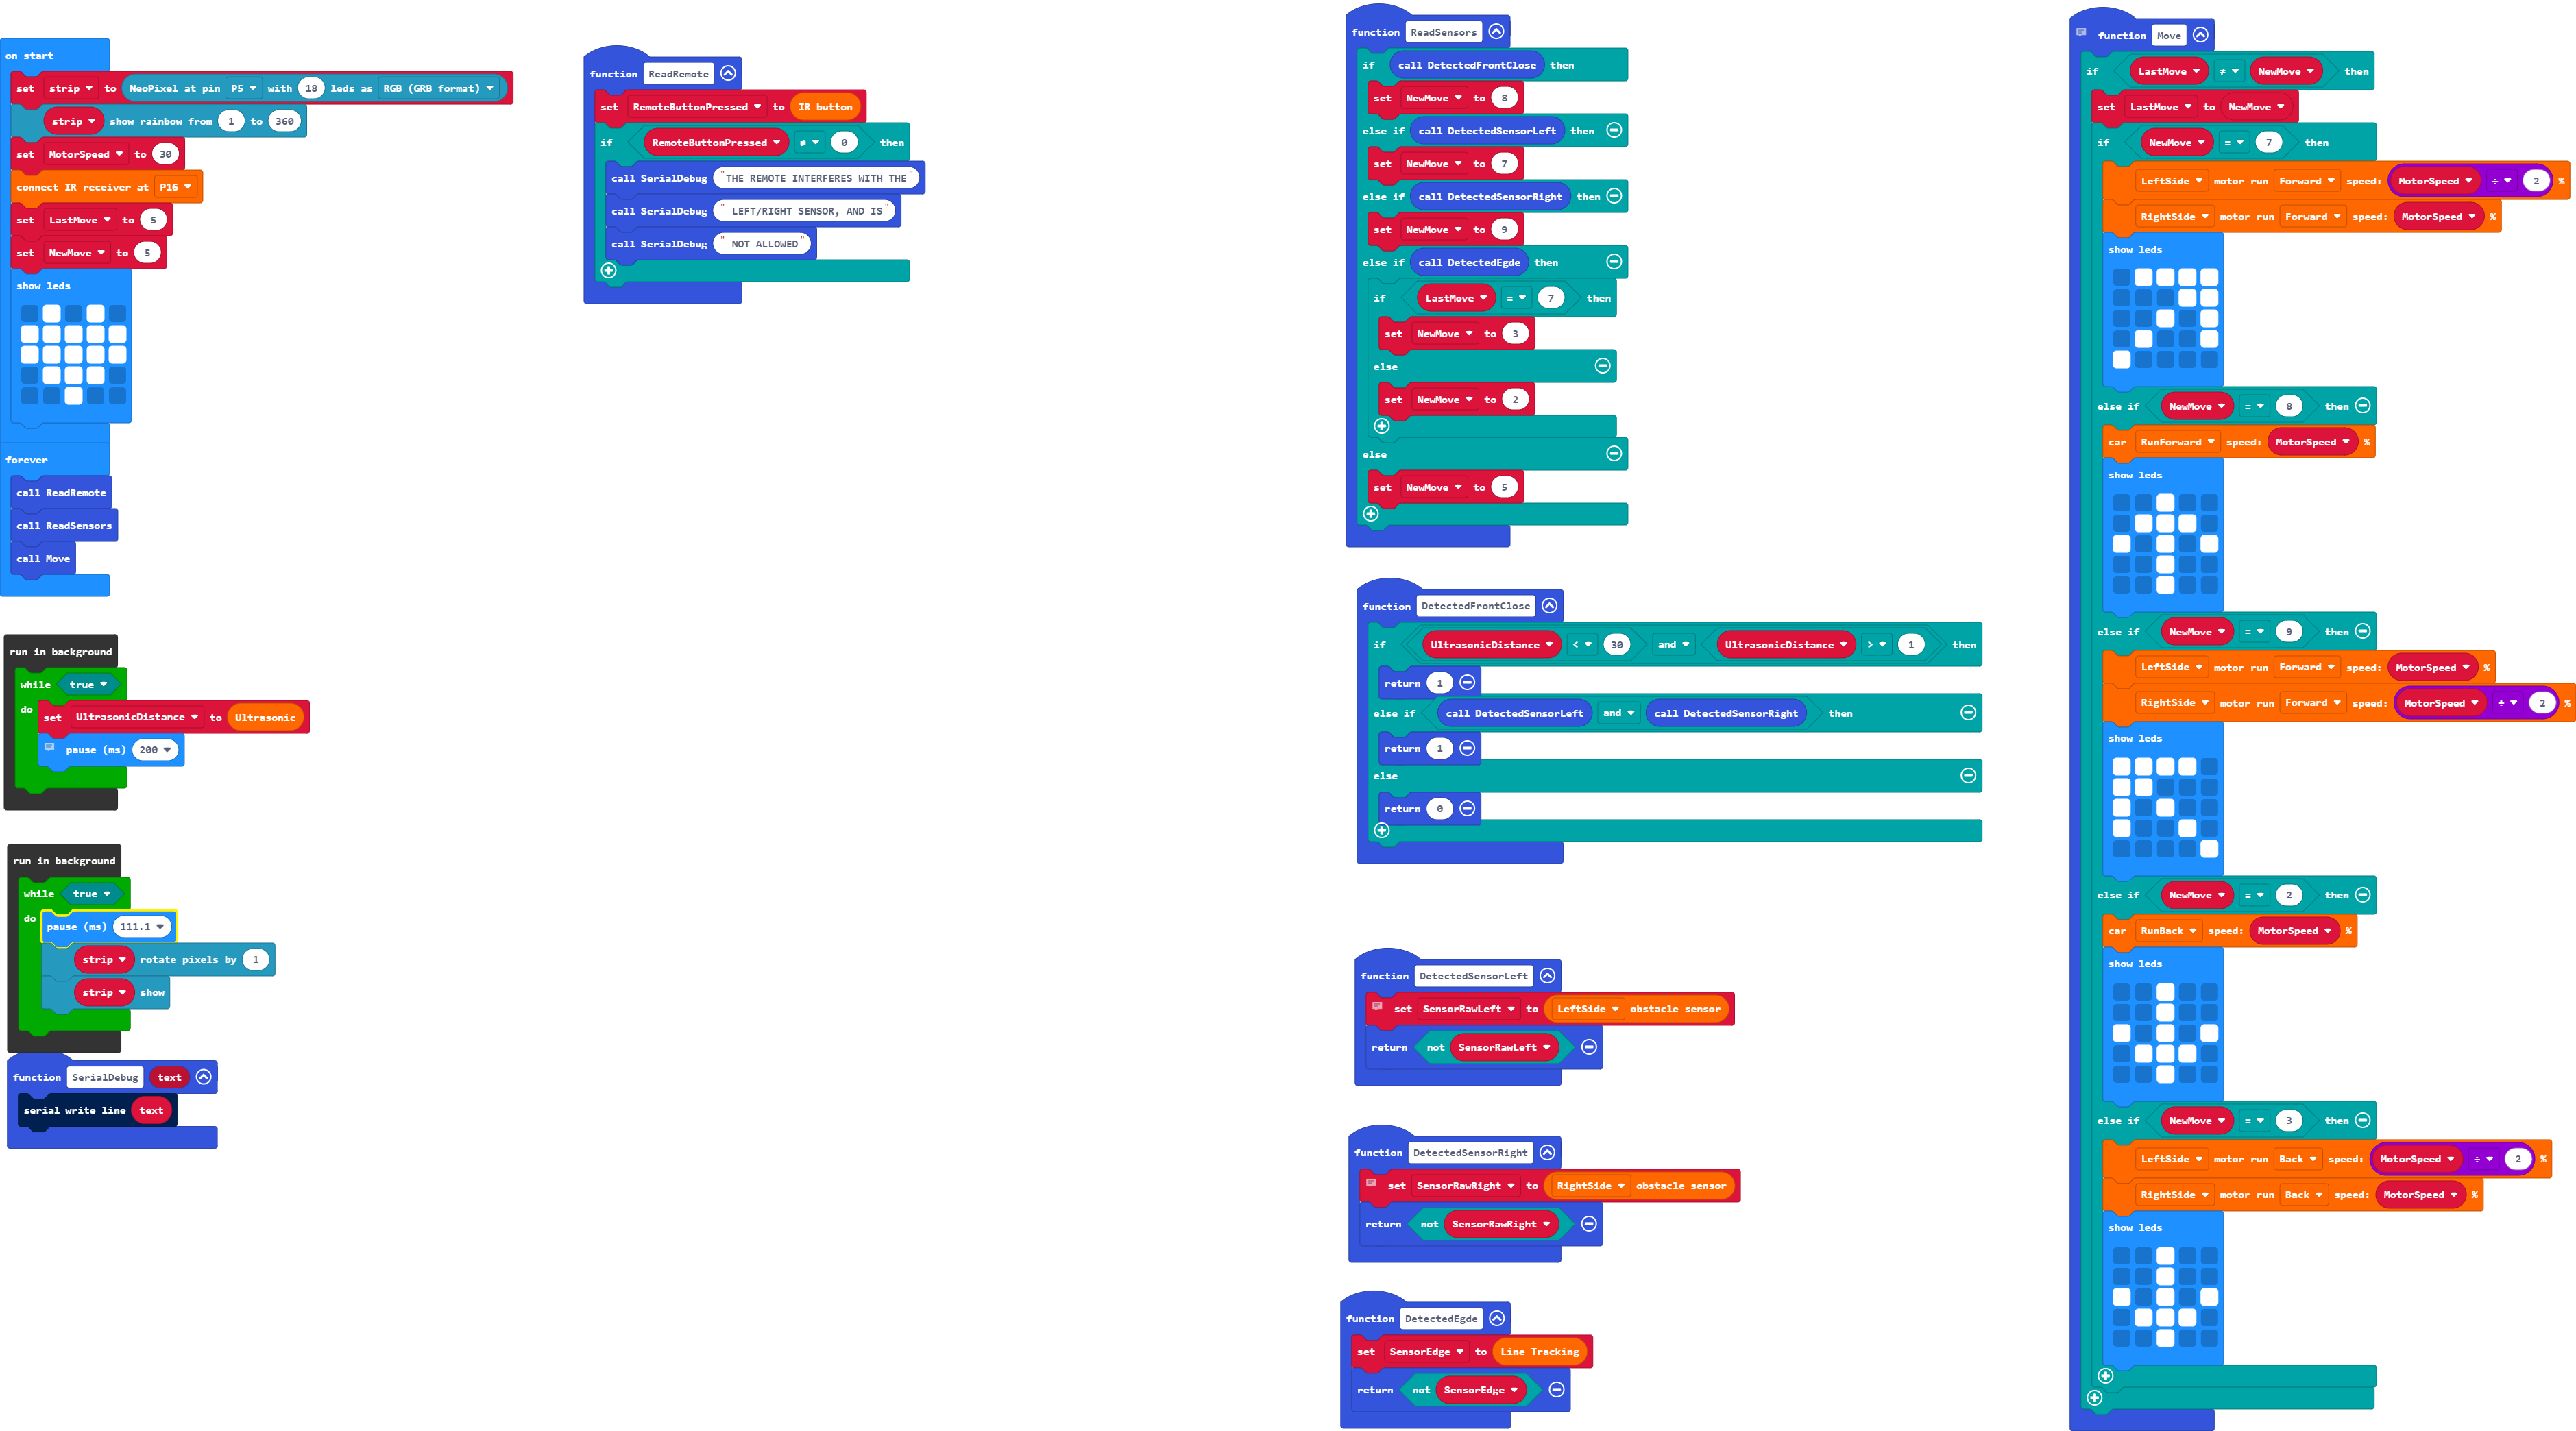 on start
set strip to NeoPixel at pin P5 with 18 leds as RGB (GRB format)
strip show rainbow from 1 to 360
set MotorSpeed to 30
connect IR receiver at P16
set LastMove to 5
set NewMove to 5
show leds
forever
call ReadRemote
call ReadSensors
call Move
run in background
while true
do
set UltrasonicDistance to Ultrasonic
pause (ms) 200
run in background
while true
do
pause (ms) 111.1
strip rotate pixels by 1
strip show
function SerialDebug text
serial write line text
function ReadRemote
set RemoteButtonPressed to IR button
if RemoteButtonPressed ≠ 0 then
call SerialDebug "THE REMOTE INTERFERES WITH THE"
call SerialDebug " LEFT/RIGHT SENSOR, AND IS"
call SerialDebug " NOT ALLOWED"
function ReadSensors
if call DetectedFrontClose then
set NewMove to 8
else if call DetectedSensorLeft then
set NewMove to 7
else if call DetectedSensorRight then
set NewMove to 9
else if call DetectedEgde then
if LastMove = 7 then
set NewMove to 3
else
set NewMove to 2
else
set NewMove to 5
function DetectedFrontClose
if UltrasonicDistance < 30 and UltrasonicDistance > 1 then
return 1
else if call DetectedSensorLeft and call DetectedSensorRight then
return 1
else
return 0
function DetectedSensorLeft
set SensorRawLeft to LeftSide obstacle sensor
return not SensorRawLeft
function DetectedSensorRight
set SensorRawRight to RightSide obstacle sensor
return not SensorRawRight
function DetectedEgde
set SensorEdge to Line Tracking
return not SensorEdge
function Move
if LastMove ≠ NewMove then
set LastMove to NewMove
if NewMove = 7 then
LeftSide motor run Forward speed: MotorSpeed ÷ 2 %
RightSide motor run Forward speed: MotorSpeed %
show leds
else if NewMove = 8 then
car RunForward speed: MotorSpeed %
show leds
else if NewMove = 9 then
LeftSide motor run Forward speed: MotorSpeed %
RightSide motor run Forward speed: MotorSpeed ÷ 2 %
show leds
else if NewMove = 2 then
car RunBack speed: MotorSpeed %
show leds
else if NewMove = 3 then
LeftSide motor run Back speed: MotorSpeed ÷ 2 %
RightSide motor run Back speed: MotorSpeed %
show leds